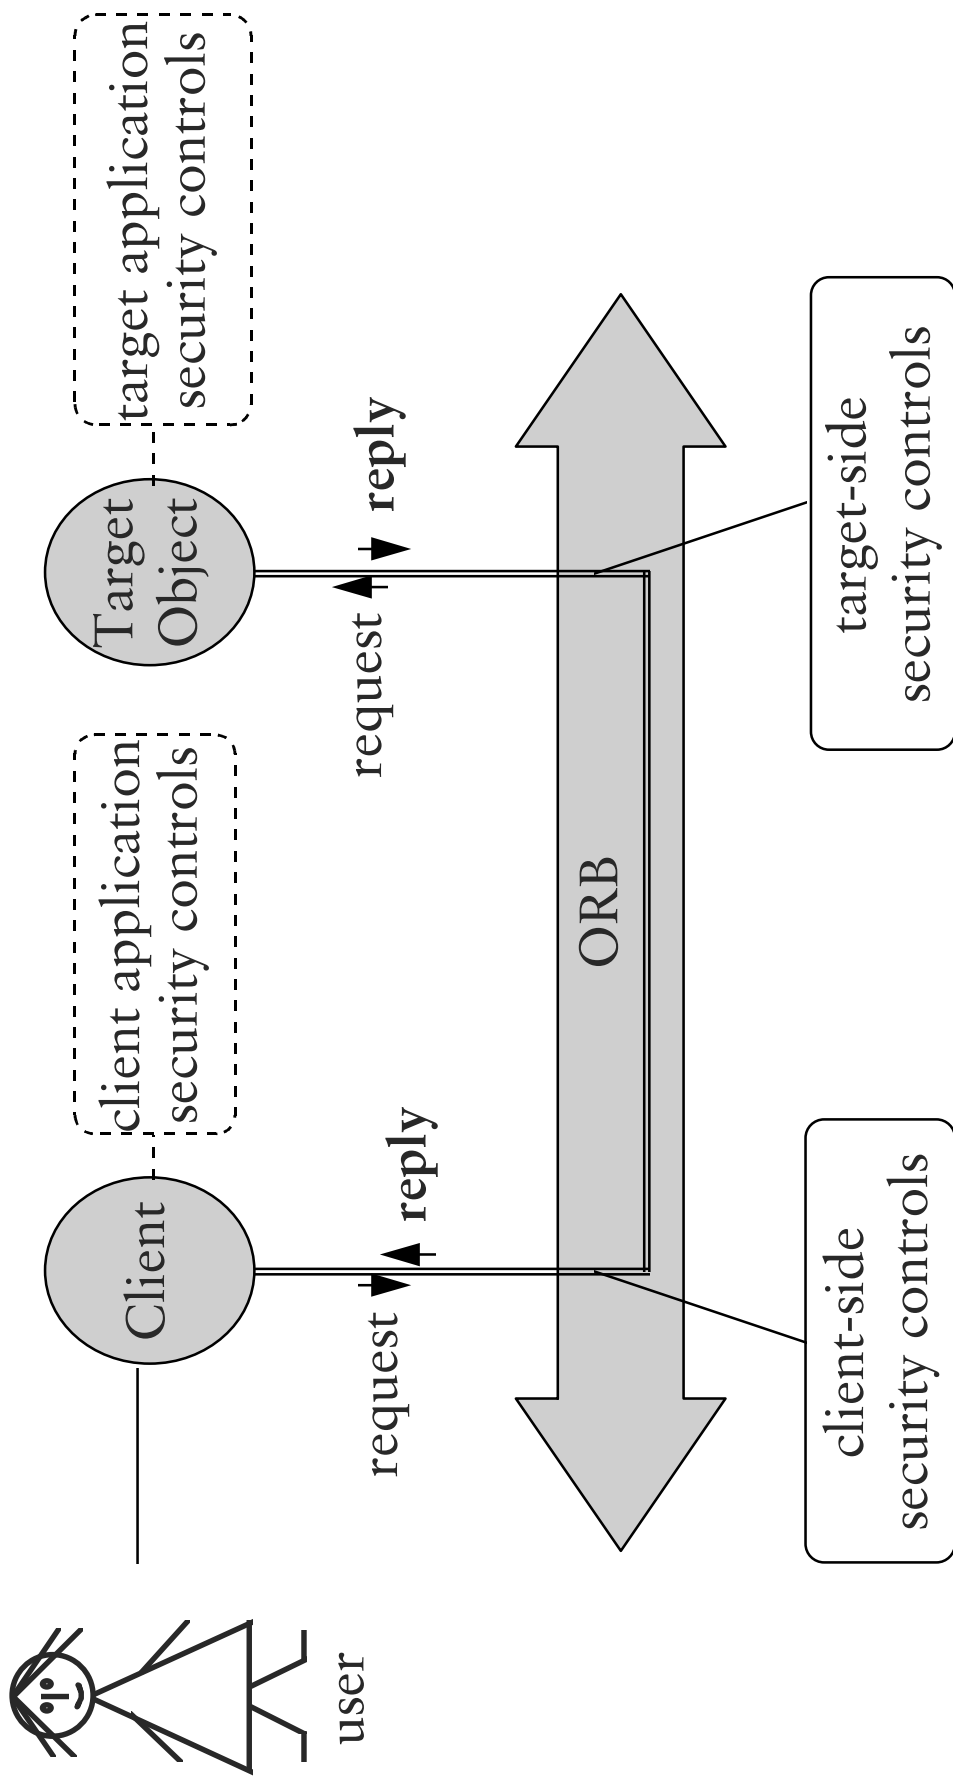 Client
client application
security controls
Target
Object
target application
security controls
user
request
reply
request
reply
ORB
client-side
security controls
target-side
security controls